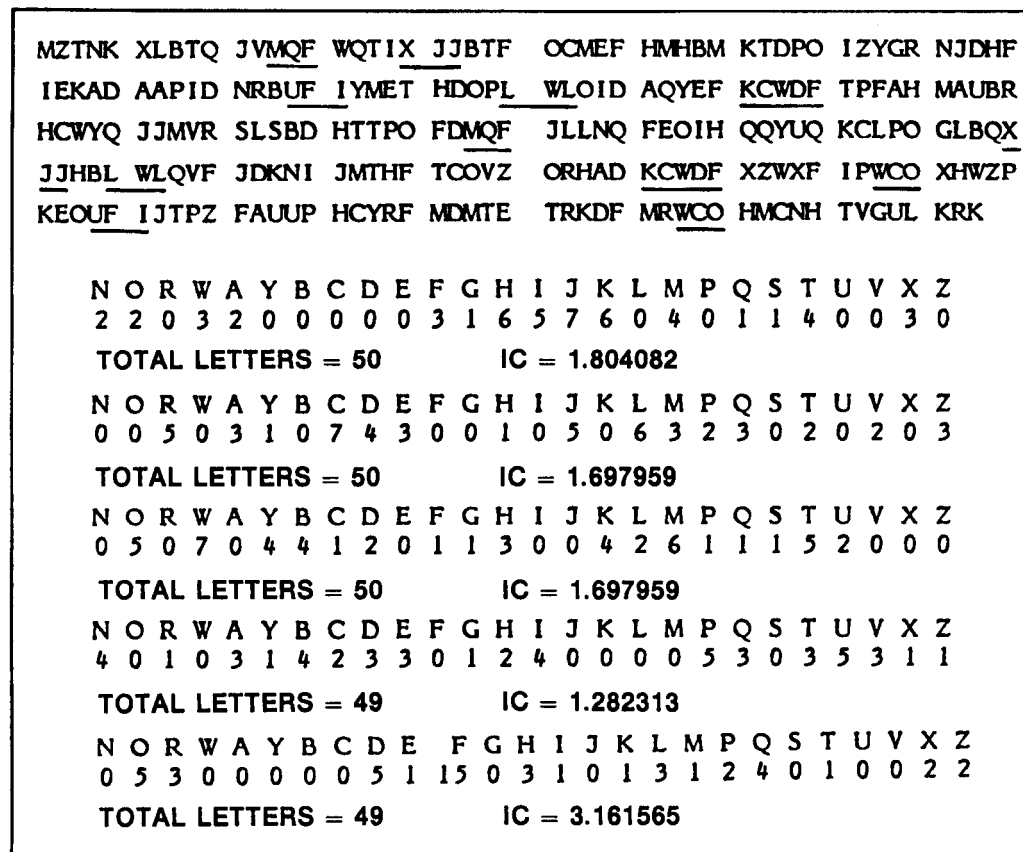 MZTNK XLBTQ JVMQF WQTIX JJBTF OCMEF HMHBM KTDPO IZYGR NJDHF
IEKAD AAPID NRBUF IYMET HDOPL WLOID AQYEF KCWDF TPFAH MAUBR
HCWYQ JJMVR SLSBD HTTPO FDMQF JLLNQ FEOIH QQYUQ KCLPO GLBQX
JJHBL WLQVF JDKNI JMTHF TCOVZ ORHAD KCWDF XZWXF IPWCO XHWZP
KEOUF IJTPZ FAUUP HCYRF MDMTE TRKDF MRWCO HMCNH TVGUL KRK
N O R W A Y B C D E F G H I J K L M P Q S T U V X Z
2 2 0 3 2 0 0 0 0 0 3 1 6 5 7 6 0 4 0 1 1 4 0 0 3 0
TOTAL LETTERS = 50 IC = 1.804082
N O R W A Y B C D E F G H I J K L M P Q S T U V X Z
0 0 5 0 3 1 0 7 4 3 0 0 1 0 5 0 6 3 2 3 0 2 0 2 0 3
TOTAL LETTERS = 50 IC = 1.697959
N O R W A Y B C D E F G H I J K L M P Q S T U V X Z
0 5 0 7 0 4 4 1 2 0 1 1 3 0 0 4 2 6 1 1 1 5 2 0 0 0
TOTAL LETTERS = 50 IC = 1.697959
N O R W A Y B C D E F G H I J K L M P Q S T U V X Z
4 0 1 0 3 1 4 2 3 3 0 1 2 4 0 0 0 0 5 3 0 3 5 3 1 1
TOTAL LETTERS = 49 IC = 1.282313
N O R W A Y B C D E F G H I J K L M P Q S T U V X Z
0 5 3 0 0 0 0 0 5 1 15 0 3 1 0 1 3 1 2 4 0 1 0 0 2 2
TOTAL LETTERS = 49 IC = 3.161565